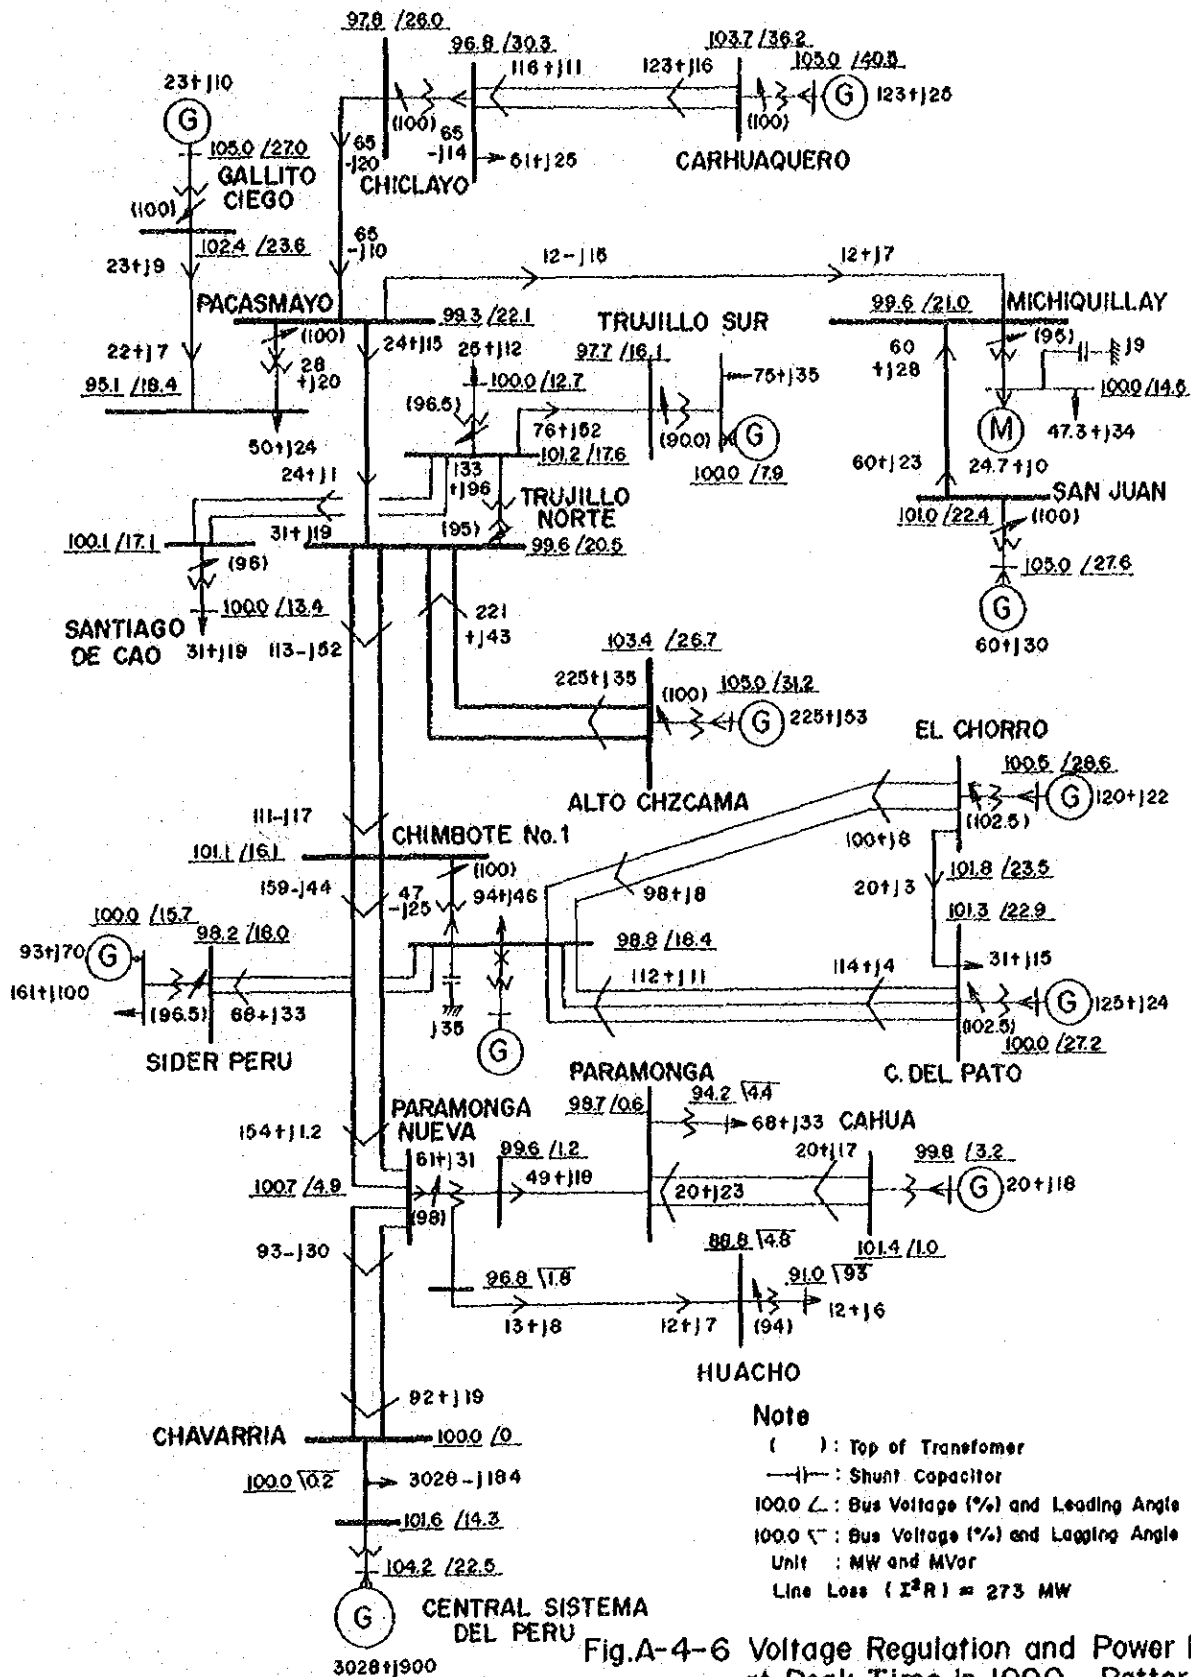 97.8 /26.0
96.8 /30.3
103.7 /36.2
116+j11
123+j16
105.0 /40.5
23+j10
G
G
123+j25
(100)
(100)
105.0 /27.0
65
-j20
65
-j14
61+j25
CARHUAQUERO
GALLITO
CIEGO
CHICLAYO
(100)
102.4 /23.6
65
-j10
23+j9
12-j15
12+j7
PACASMAYO
99.6 /21.0
MICHIQUILLAY
99.3 /22.1
TRUJILLO SUR
(100)
24+j15
25+j12
97.7 /16.1
(95)
j9
22+j7
28
+j20
60
+j28
95.1 /18.4
100.0 /12.7
75+j35
100.0 /14.5
(96.5)
76+j52
(90.0)
G
M
47.3+j34
50+j24
133
+j96
101.2 /17.6
100.0 /7.9
60+j23
24.7+j0
24+j1
TRUJILLO
NORTE
SAN JUAN
31+j19
(95)
101.0 /22.4
(100)
100.1 /17.1
99.6 /20.5
(96)
105.0 /27.6
100.0 /13.4
221
+j43
G
SANTIAGO
DE CAO
31+j19
113-j52
103.4 /26.7
60+j30
225+j35
(100)
105.0 /31.2
G
225+j53
EL CHORRO
100.5 /28.6
ALTO CHZCAMA
G
120+j22
111-j17
(102.5)
CHIMBOTE No.1
100+j8
101.1 /16.1
(100)
101.8 /23.5
159-j44
47
-j25
94+j46
98+j8
20+j3
100.0 /15.7
101.3 /22.9
98.2 /18.0
98.8 /18.4
93+j70
G
31+j15
161+j100
112+j11
114+j4
(96.5)
68+j33
j35
G
(102.5)
G
125+j24
100.0 /27.2
SIDER PERU
PARAMONGA
C. DEL PATO
PARAMONGA
NUEVA
98.7 /0.6
94.2 \4.4
154+j1.2
68+j33
CAHUA
61+j31
99.6 /1.2
20+j17
99.8 /3.2
100.7 /4.9
49+j18
20+j23
G
20+j18
(98)
88.8 \4.8
101.4 /1.0
93-j30
96.8 \1.8
91.0 \93
13+j8
12+j7
(94)
12+j6
HUACHO
92+j19
CHAVARRIA
100.0 /0
100.0 \0.2
3028-j184
101.6 /14.3
104.2 /22.5
G
CENTRAL SISTEMA
DEL PERU
3028+j900
Note
( ) : Top of Transfomer
: Shunt Capacitor
100.0 ∠ : Bus Voltage (%) and Leading Angle
100.0 \‾ : Bus Voltage (%) and Lagging Angle
Unit : MW and MVar
Line Loss ( I²R ) = 273 MW
Fig.A-4-6 Voltage Regulation and Power